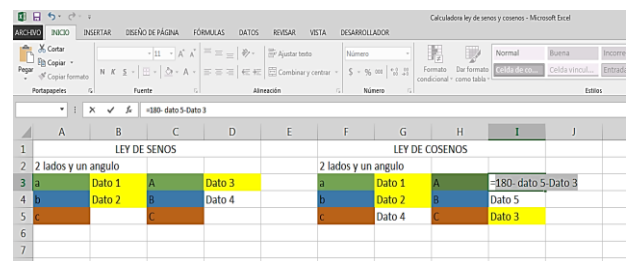 Calculadora ley de senos y cosenos - Microsoft Excel
ARCHIVO INICIO INSERTAR DISEÑO DE PÁGINA FÓRMULAS DATOS REVISAR VISTA DESARROLLADOR
Cortar
Copiar
Copiar formato
Pegar
Portapapeles
11
N K S
Fuente
Ajustar texto
Combinar y centrar
Alineación
Número
$ % 000
Número
Formato condicional
Dar formato como tabla
Normal Buena Incorre
Celda de co... Celda vincul... Entrada
Estilos
=180- dato 5-Dato 3
A B C D E F G H I J
1 LEY DE SENOS LEY DE COSENOS
2 2 lados y un angulo 2 lados y un angulo
3 a Dato 1 A Dato 3 a Dato 1 A =180- dato 5-Dato 3
4 b Dato 2 B Dato 4 b Dato 2 B Dato 5
5 c C c Dato 4 C Dato 3
6
7